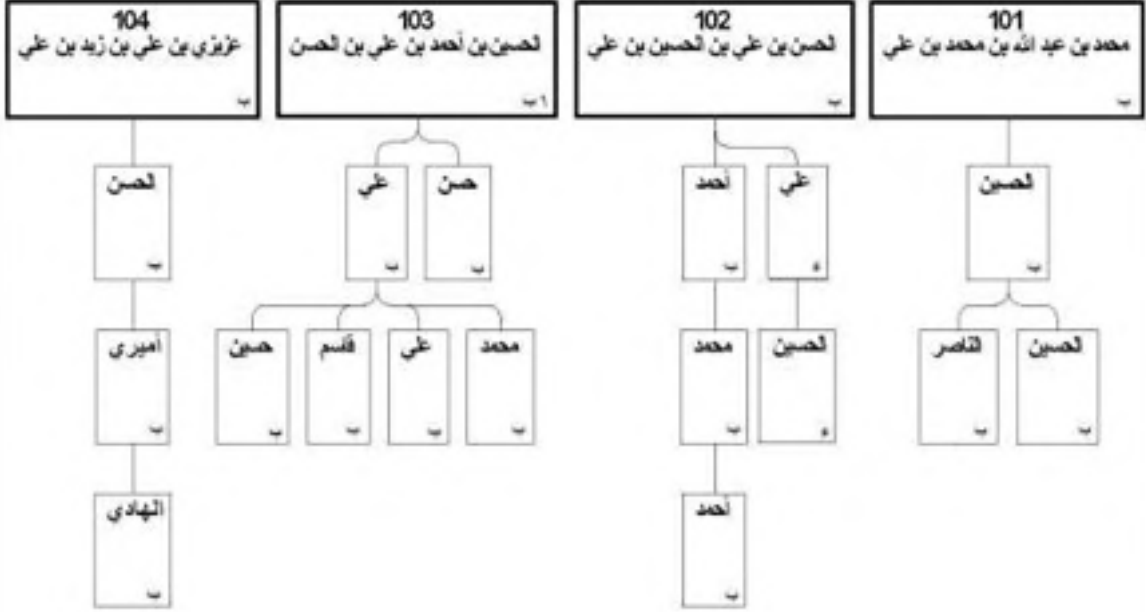 101
محمد بن عبد الله بن محمد بن علي
ب
الحسين
ب
الحسين
ب
الناصر
ب
102
الحسن بن علي بن الحسين بن علي
ب
علي
ء
أحمد
ب
الحسين
ء
محمد
ب
أحمد
ب
103
الحسين بن أحمد بن علي بن الحسن
ا ب
حسن
ب
علي
ب
محمد
ب
علي
ب
قاسم
ب
حسين
ب
104
عزيزي بن علي بن زيد بن علي
ب
الحسن
ب
أميري
ب
الهادي
ب